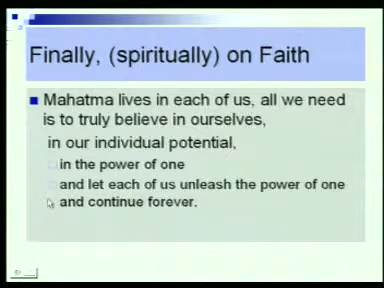 Finally, (spiritually) on Faith
Mahatma lives in each of us, all we need
is to truly believe in ourselves,
in our individual potential,
in the power of one
and let each of us unleash the power of one
and continue forever.